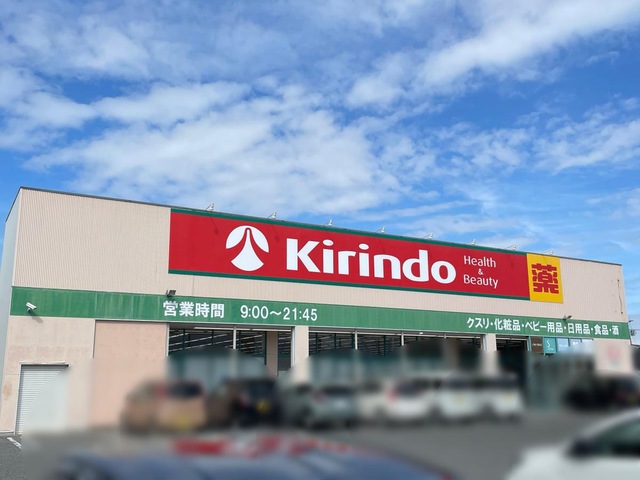 Kirindo
Health
&
Beauty
薬
営業時間 9:00～21:45
クスリ・化粧品・ベビー用品・日用品・食品・酒